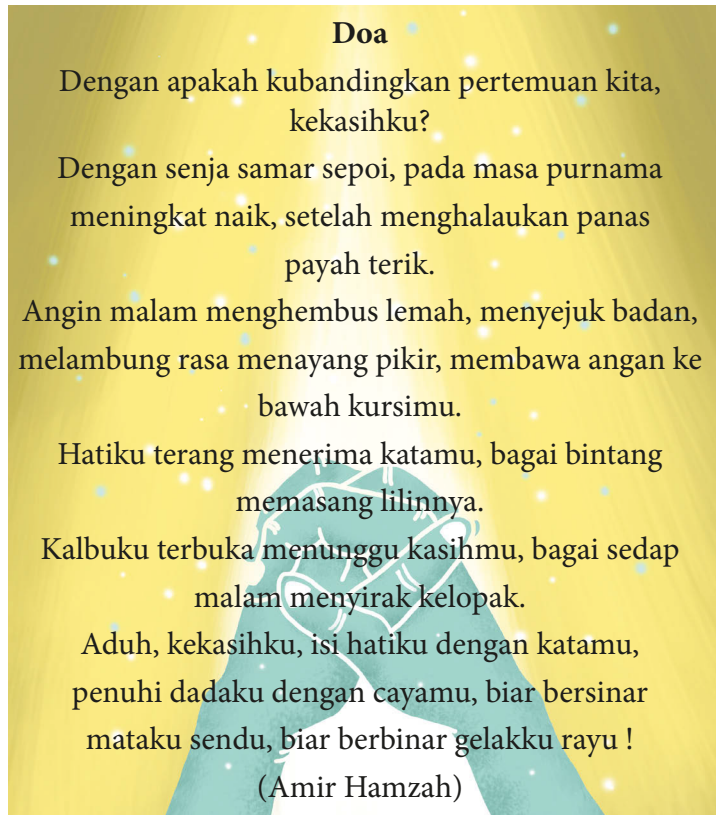 Doa
Dengan apakah kubandingkan pertemuan kita,
kekasihku?
Dengan senja samar sepoi, pada masa purnama
meningkat naik, setelah menghalaukan panas
payah terik.
Angin malam menghembus lemah, menyejuk badan,
melambung rasa menayang pikir, membawa angan ke
bawah kursimu.
Hatiku terang menerima katamu, bagai bintang
memasang lilinnya.
Kalbuku terbuka menunggu kasihmu, bagai sedap
malam menyirak kelopak.
Aduh, kekasihku, isi hatiku dengan katamu,
penuhi dadaku dengan cayamu, biar bersinar
mataku sendu, biar berbinar gelakku rayu !
(Amir Hamzah)